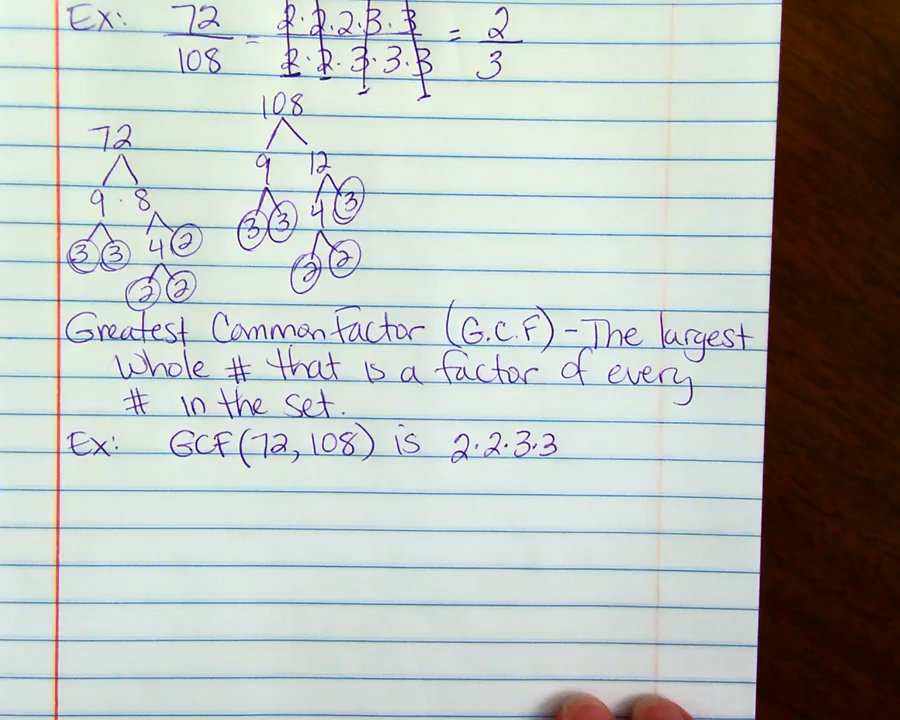 Ex: 72/108 = 2·2·2·3·3/2·2·3·3·3 = 2/3
108
72
9 12
9 · 8
3 3 4 3
3 3 4 2
2 2
2 2
Greatest Common Factor (G.C.F) - The largest
whole # that is a factor of every
# in the set.
Ex: GCF(72, 108) is 2·2·3·3